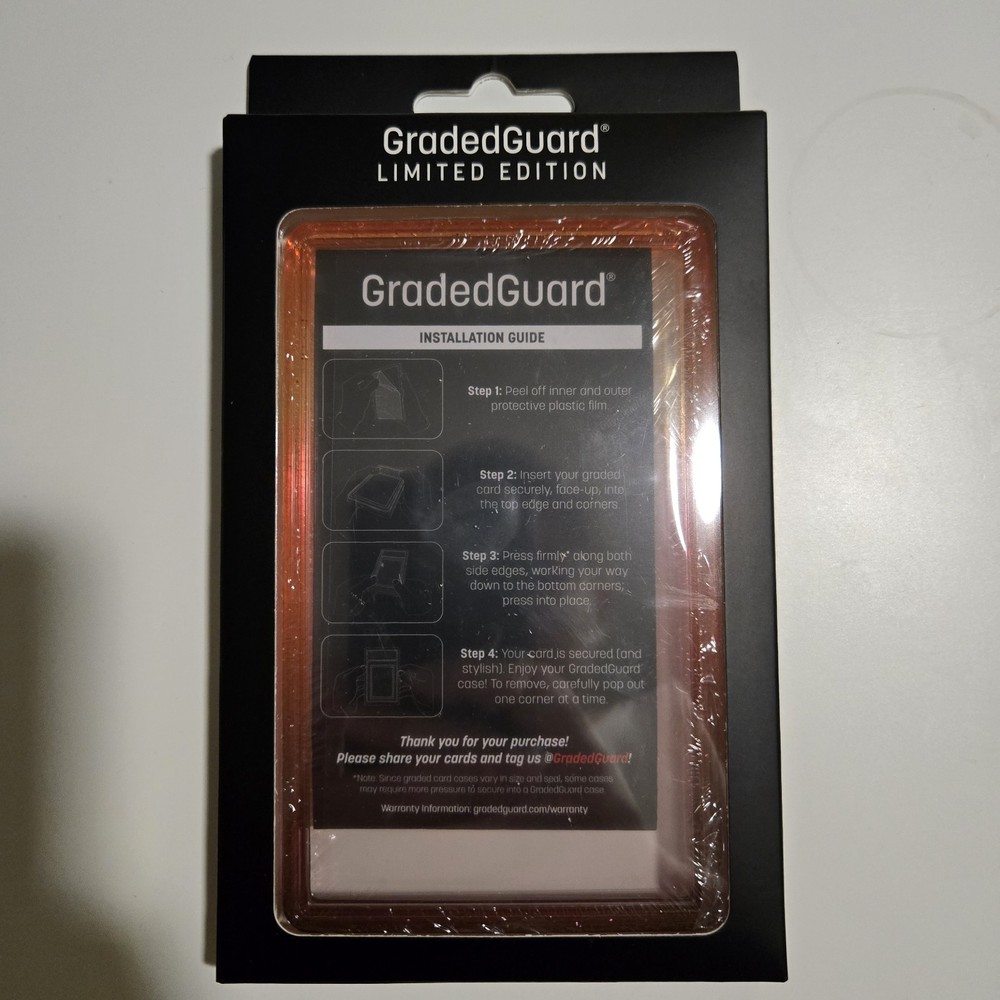 GradedGuard®
LIMITED EDITION
GradedGuard®
INSTALLATION GUIDE
Step 1: Peel off inner and outer
protective plastic film.
Step 2: Insert your graded
card securely, face-up, into
the top edge and corners.
Step 3: Press firmly* along both
side edges, working your way
down to the bottom corners;
press into place.
Step 4: Your card is secured (and
stylish). Enjoy your GradedGuard
case! To remove, carefully pop out
one corner at a time.
Thank you for your purchase!
Please share your cards and tag us @GradedGuard!
*Note: Since graded card cases vary in size and seal, some cases
may require more pressure to secure into a GradedGuard case.
Warranty Information: gradedguard.com/warranty